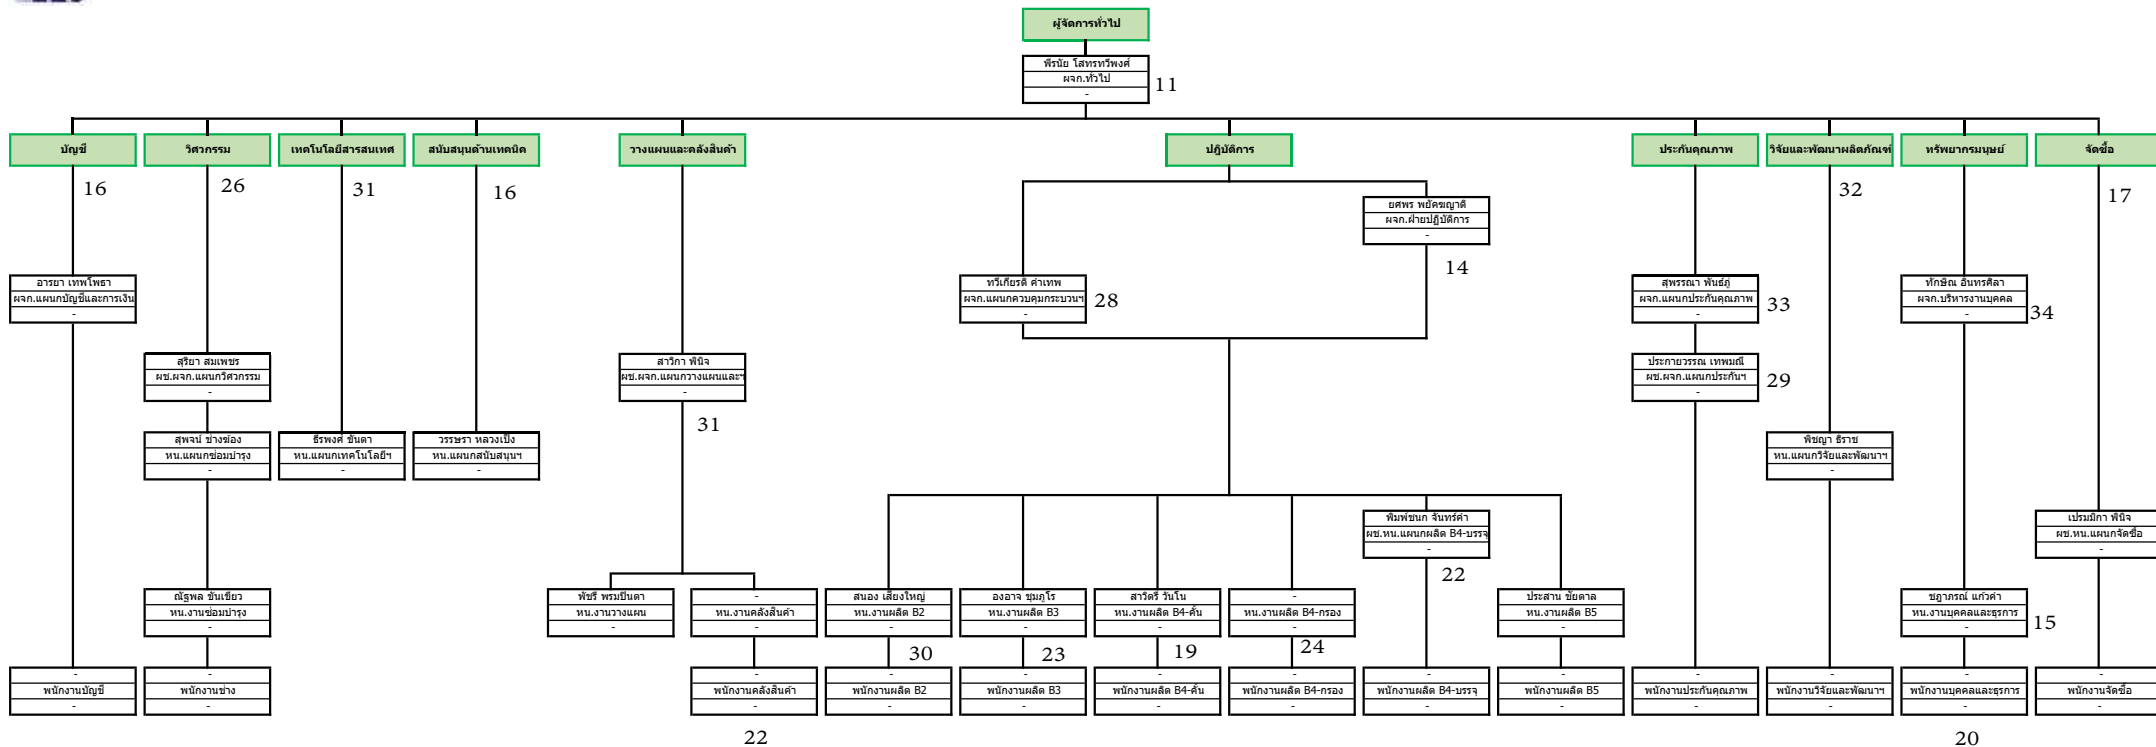 ผู้จัดการทั่วไป
พีรนัย โสทรทวีพงศ์
ผจก.ทั่วไป
-
11
บัญชี
วิศวกรรม
เทคโนโลยีสารสนเทศ
สนับสนุนด้านเทคนิค
วางแผนและคลังสินค้า
ปฏิบัติการ
ประกันคุณภาพ
วิจัยและพัฒนาผลิตภัณฑ์
ทรัพยากรมนุษย์
จัดซื้อ
16
26
31
16
32
17
ยศพร พยัคฆญาติ
ผจก.ฝ่ายปฏิบัติการ
-
14
อารยา เทพโพธา
ผจก.แผนกบัญชีและการเงิน
-
ทวีเกียรติ คำเทพ
ผจก.แผนกควบคุมกระบวนฯ
-
28
สุพรรณา พันธ์ภู่
ผจก.แผนกประกันคุณภาพ
-
33
ทักษิณ อินทรศิลา
ผจก.บริหารงานบุคคล
-
34
สุริยา สมเพชร
ผช.ผจก.แผนกวิศวกรรม
-
สาวิกา พินิจ
ผช.ผจก.แผนกวางแผนและฯ
-
31
ประกายวรรณ เทพมณี
ผช.ผจก.แผนกประกันฯ
-
29
สุพจน์ ช่างฆ้อง
หน.แผนกซ่อมบำรุง
-
ธีรพงศ์ ขันตา
หน.แผนกเทคโนโลยีฯ
-
วรรษรา หลวงเป็ง
หน.แผนกสนับสนุนฯ
-
พิชญา ธิราช
หน.แผนกวิจัยและพัฒนาฯ
-
พิมพ์ชนก จันทร์คำ
ผช.หน.แผนกผลิต B4-บรรจุ
-
22
เปรมมิกา พินิจ
ผช.หน.แผนกจัดซื้อ
-
ณัฐพล ขันเขียว
หน.งานซ่อมบำรุง
-
พัชรี พรมปินตา
หน.งานวางแผน
-
-
หน.งานคลังสินค้า
-
สนอง เสียงใหญ่
หน.งานผลิต B2
-
30
องอาจ ชุมภูโร
หน.งานผลิต B3
-
23
สาวิตรี วันโน
หน.งานผลิต B4-คั้น
-
19
-
หน.งานผลิต B4-กรอง
-
24
ประสาน ชัยตาล
หน.งานผลิต B5
-
ชฎาภรณ์ แก้วคำ
หน.งานบุคคลและธุรการ
-
15
-
พนักงานบัญชี
-
-
พนักงานช่าง
-
-
พนักงานคลังสินค้า
-
22
-
พนักงานผลิต B2
-
-
พนักงานผลิต B3
-
-
พนักงานผลิต B4-คั้น
-
-
พนักงานผลิต B4-กรอง
-
-
พนักงานผลิต B4-บรรจุ
-
-
พนักงานผลิต B5
-
-
พนักงานประกันคุณภาพ
-
-
พนักงานวิจัยและพัฒนาฯ
-
-
พนักงานบุคคลและธุรการ
-
20
-
พนักงานจัดซื้อ
-